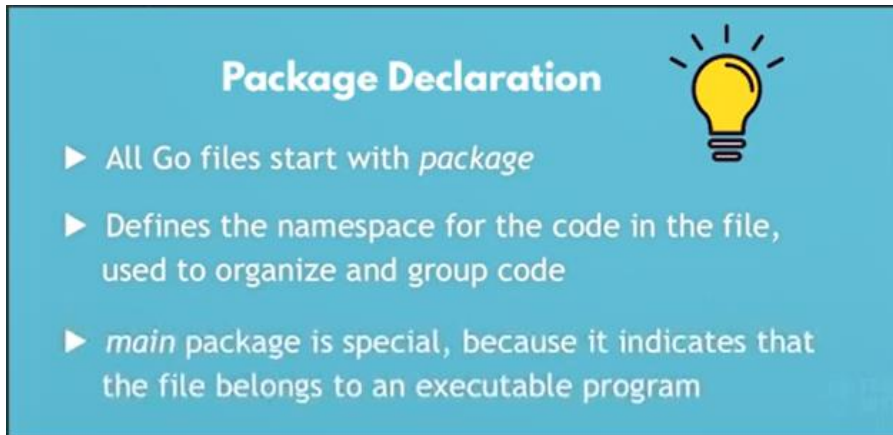 Package Declaration
▶ All Go files start with package
▶ Defines the namespace for the code in the file,
used to organize and group code
▶ main package is special, because it indicates that
the file belongs to an executable program